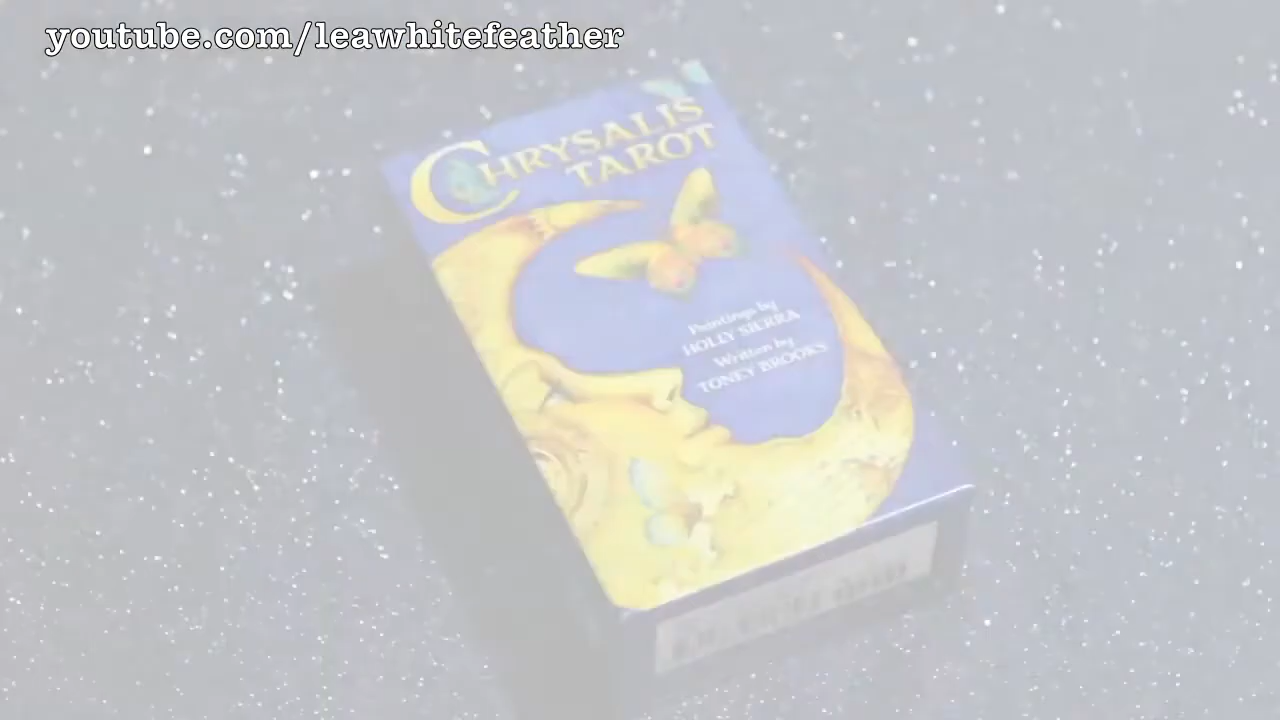 youtube.com/leawhitefeather
CHRYSALIS
TAROT
Paintings by
HOLLY SIERRA
Written by
TONEY BROOKS